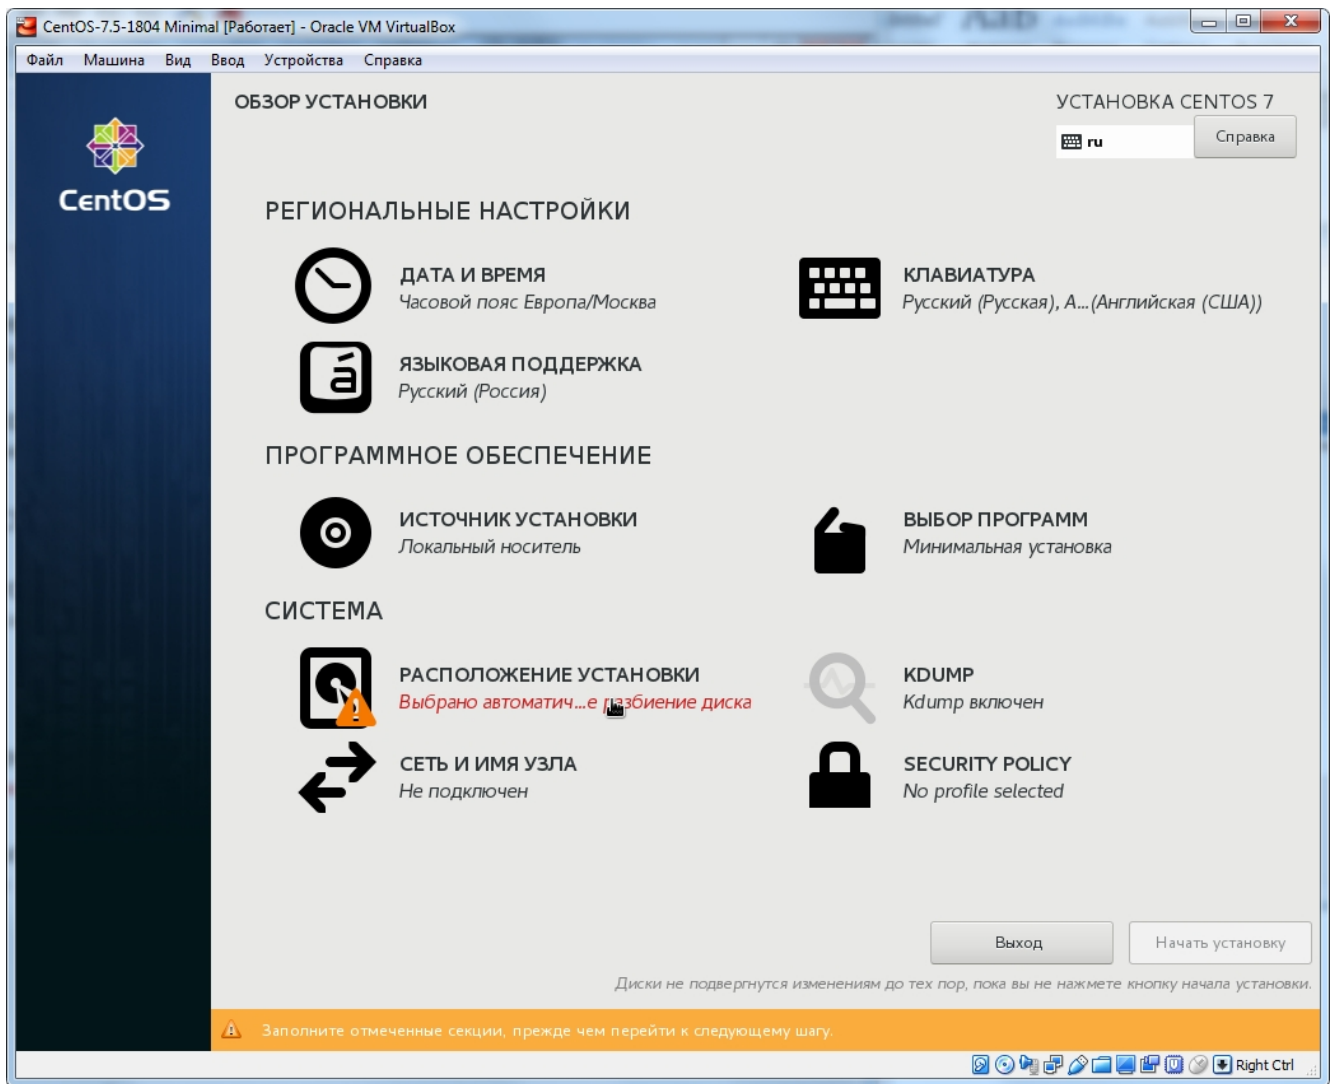 CentOS-7.5-1804 Minimal [Работает] - Oracle VM VirtualBox
Файл Машина Вид Ввод Устройства Справка
CentOS
ОБЗОР УСТАНОВКИ
УСТАНОВКА CENTOS 7
ru
Справка
РЕГИОНАЛЬНЫЕ НАСТРОЙКИ
ДАТА И ВРЕМЯ
Часовой пояс Европа/Москва
КЛАВИАТУРА
Русский (Русская), А...(Английская (США))
á
ЯЗЫКОВАЯ ПОДДЕРЖКА
Русский (Россия)
ПРОГРАММНОЕ ОБЕСПЕЧЕНИЕ
ИСТОЧНИК УСТАНОВКИ
Локальный носитель
ВЫБОР ПРОГРАММ
Минимальная установка
СИСТЕМА
РАСПОЛОЖЕНИЕ УСТАНОВКИ
Выбрано автоматич...е разбиение диска
KDUMP
Kdump включен
СЕТЬ И ИМЯ УЗЛА
Не подключен
SECURITY POLICY
No profile selected
Выход
Начать установку
Диски не подвергнутся изменениям до тех пор, пока вы не нажмете кнопку начала установки.
Заполните отмеченные секции, прежде чем перейти к следующему шагу.
Right Ctrl